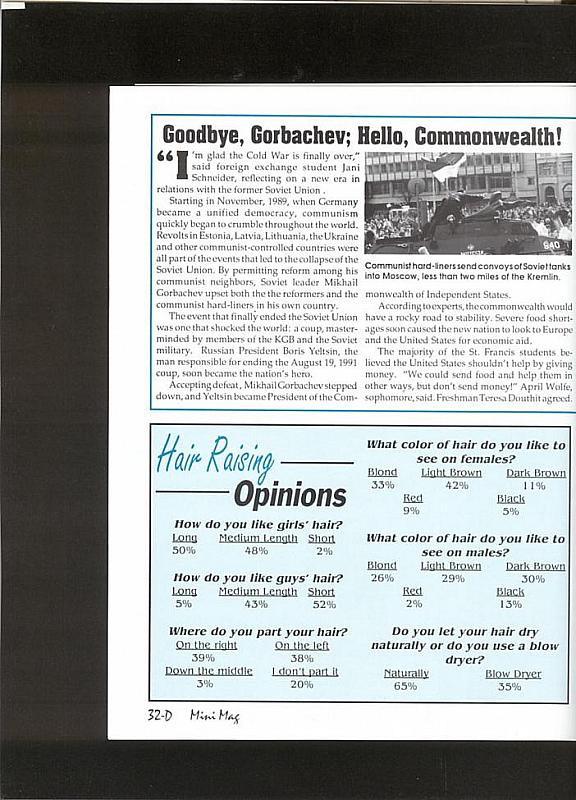 Goodbye, Gorbachev; Hello, Commonwealth!
"I'm glad the Cold War is finally over,"
said foreign exchange student Jani
Schneider, reflecting on a new era in
relations with the former Soviet Union .
Starting in November, 1989, when Germany
became a unified democracy, communism
quickly began to crumble throughout the world.
Revolts in Estonia, Latvia, Lithuania, the Ukraine
and other communist-controlled countries were
all part of the events that led to the collapse of the
Soviet Union. By permitting reform among his
communist neighbors, Soviet leader Mikhail
Gorbachev upset both the the reformers and the
communist hard-liners in his own country.
The event that finally ended the Soviet Union
was one that shocked the world: a coup, master-
minded by members of the KGB and the Soviet
military. Russian President Boris Yeltsin, the
man responsible for ending the August 19, 1991
coup, soon became the nation's hero.
Accepting defeat, Mikhail Gorbachev stepped
down, and Yeltsin became President of the Com-
940
Communist hard-liners send convoys of Soviet tanks
into Moscow, less than two miles of the Kremlin.
monwealth of Independent States.
According to experts, the commonwealth would
have a rocky road to stability. Severe food short-
ages soon caused the new nation to look to Europe
and the United States for economic aid.
The majority of the St. Francis students be-
lieved the United States shouldn't help by giving
money. "We could send food and help them in
other ways, but don't send money!" April Wolfe,
sophomore, said. Freshman Teresa Douthit agreed.
Hair Raising
Opinions
How do you like girls' hair?
Long Medium Length Short
50% 48% 2%
How do you like guys' hair?
Long Medium Length Short
5% 43% 52%
Where do you part your hair?
On the right On the left
39% 38%
Down the middle I don't part it
3% 20%
What color of hair do you like to
see on females?
Blond Light Brown Dark Brown
33% 42% 11%
Red Black
9% 5%
What color of hair do you like to
see on males?
Blond Light Brown Dark Brown
26% 29% 30%
Red Black
2% 13%
Do you let your hair dry
naturally or do you use a blow
dryer?
Naturally Blow Dryer
65% 35%
32-D Mini Mag